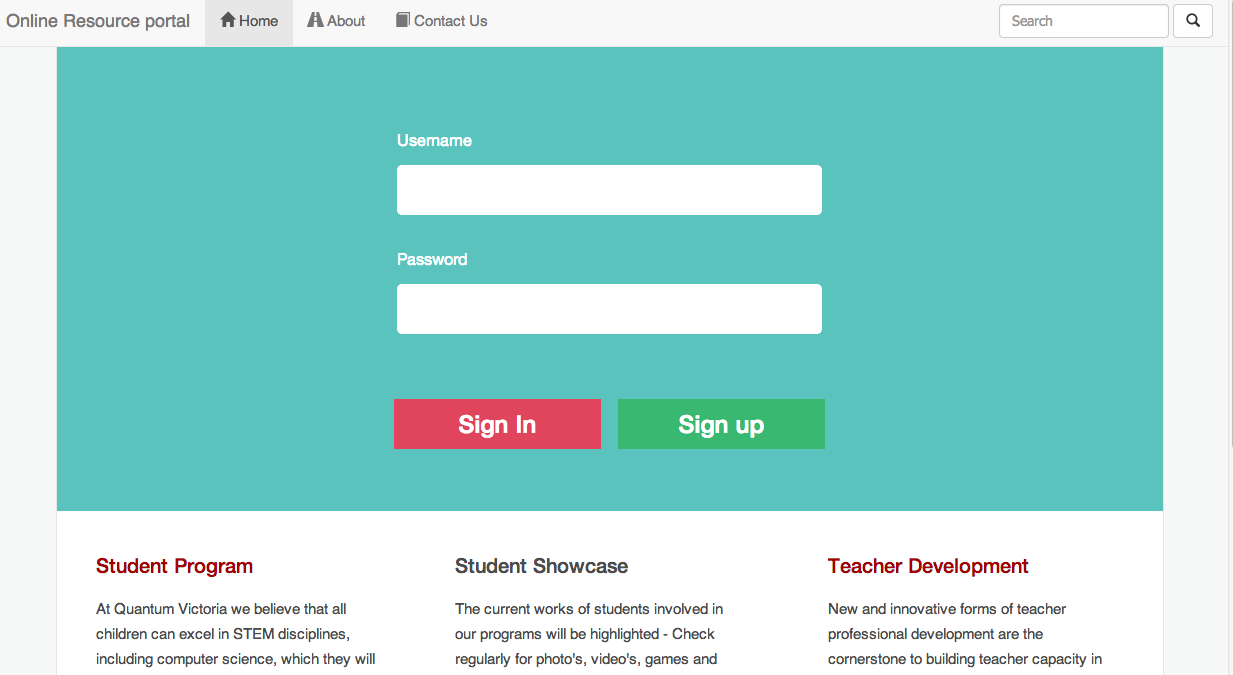 Online Resource portal Home About Contact Us Search
Username
Password
Sign In Sign up
Student Program
At Quantum Victoria we believe that all
children can excel in STEM disciplines,
including computer science, which they will
Student Showcase
The current works of students involved in
our programs will be highlighted - Check
regularly for photo's, video's, games and
Teacher Development
New and innovative forms of teacher
professional development are the
cornerstone to building teacher capacity in